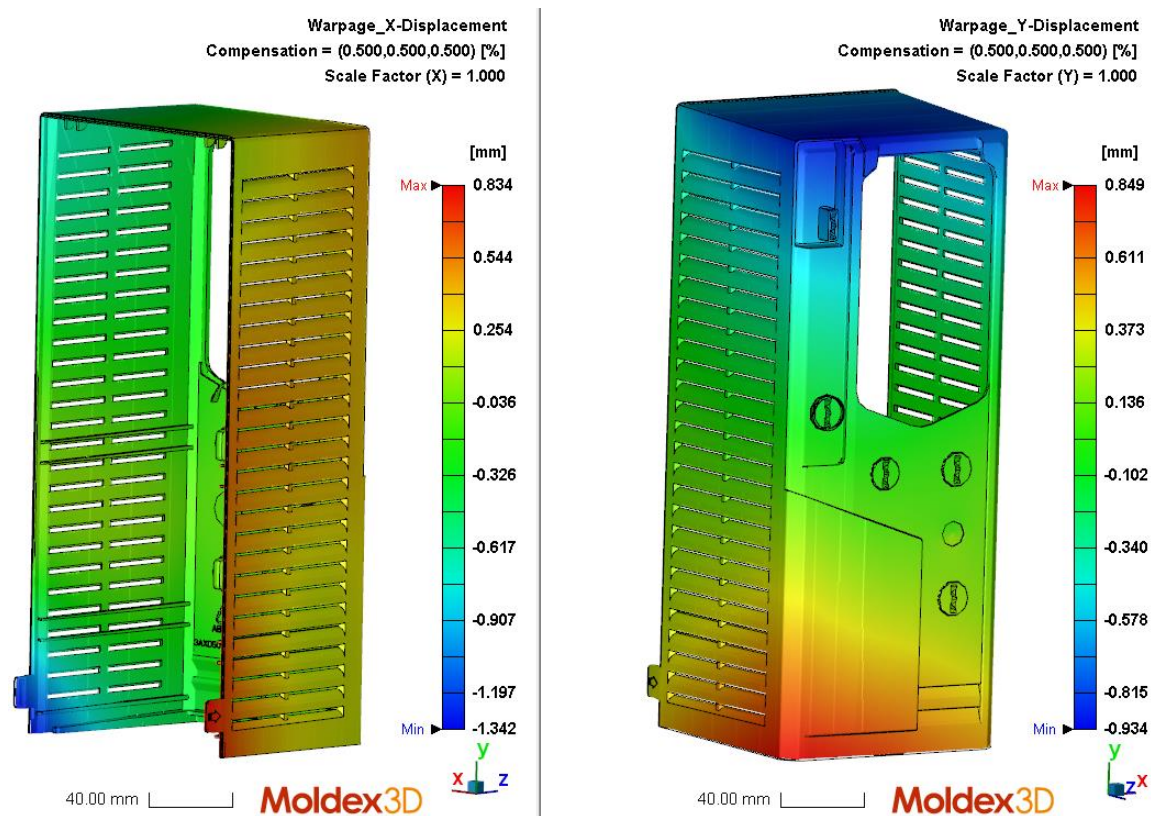 Warpage_X-Displacement
Compensation = (0.500,0.500,0.500) [%]
Scale Factor (X) = 1.000
[mm]
Max 0.834
0.544
0.254
-0.036
-0.326
-0.617
-0.907
-1.197
Min -1.342
AB
3AXD50
y
x z
40.00 mm
Moldex3D
Warpage_Y-Displacement
Compensation = (0.500,0.500,0.500) [%]
Scale Factor (Y) = 1.000
[mm]
Max 0.849
0.611
0.373
0.136
-0.102
-0.340
-0.578
-0.815
Min -0.934
y
z x
40.00 mm
Moldex3D